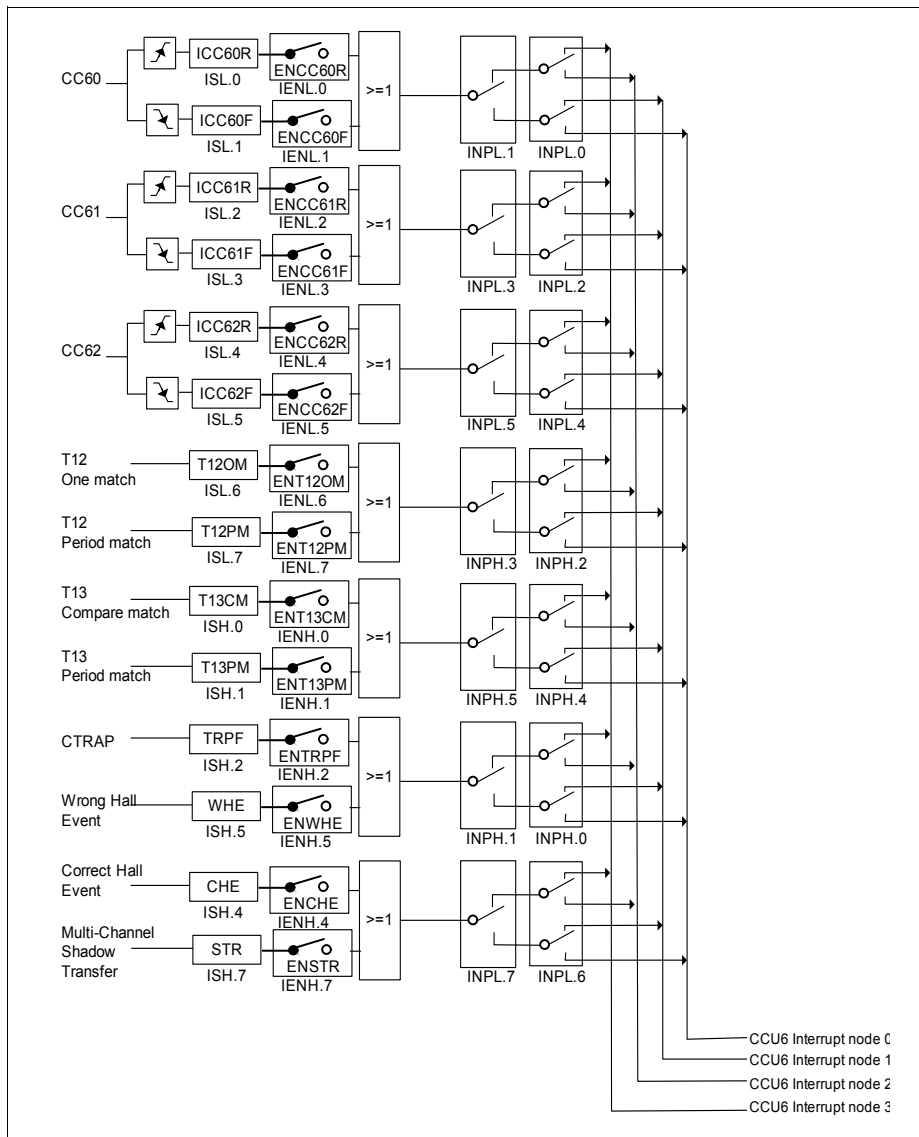 CC60
ICC60R
ISL.0
ENCC60R
IENL.0
ICC60F
ISL.1
ENCC60F
IENL.1
>=1
INPL.1
INPL.0
CC61
ICC61R
ISL.2
ENCC61R
IENL.2
ICC61F
ISL.3
ENCC61F
IENL.3
>=1
INPL.3
INPL.2
CC62
ICC62R
ISL.4
ENCC62R
IENL.4
ICC62F
ISL.5
ENCC62F
IENL.5
>=1
INPL.5
INPL.4
T12
One match
T12OM
ISL.6
ENT12OM
IENL.6
T12
Period match
T12PM
ISL.7
ENT12PM
IENL.7
>=1
INPH.3
INPH.2
T13
Compare match
T13CM
ISH.0
ENT13CM
IENH.0
T13
Period match
T13PM
ISH.1
ENT13PM
IENH.1
>=1
INPH.5
INPH.4
CTRAP
TRPF
ISH.2
ENTRPF
IENH.2
Wrong Hall
Event
WHE
ISH.5
ENWHE
IENH.5
>=1
INPH.1
INPH.0
Correct Hall
Event
CHE
ISH.4
ENCHE
IENH.4
Multi-Channel
Shadow
Transfer
STR
ISH.7
ENSTR
IENH.7
>=1
INPL.7
INPL.6
CCU6 Interrupt node 0
CCU6 Interrupt node 1
CCU6 Interrupt node 2
CCU6 Interrupt node 3